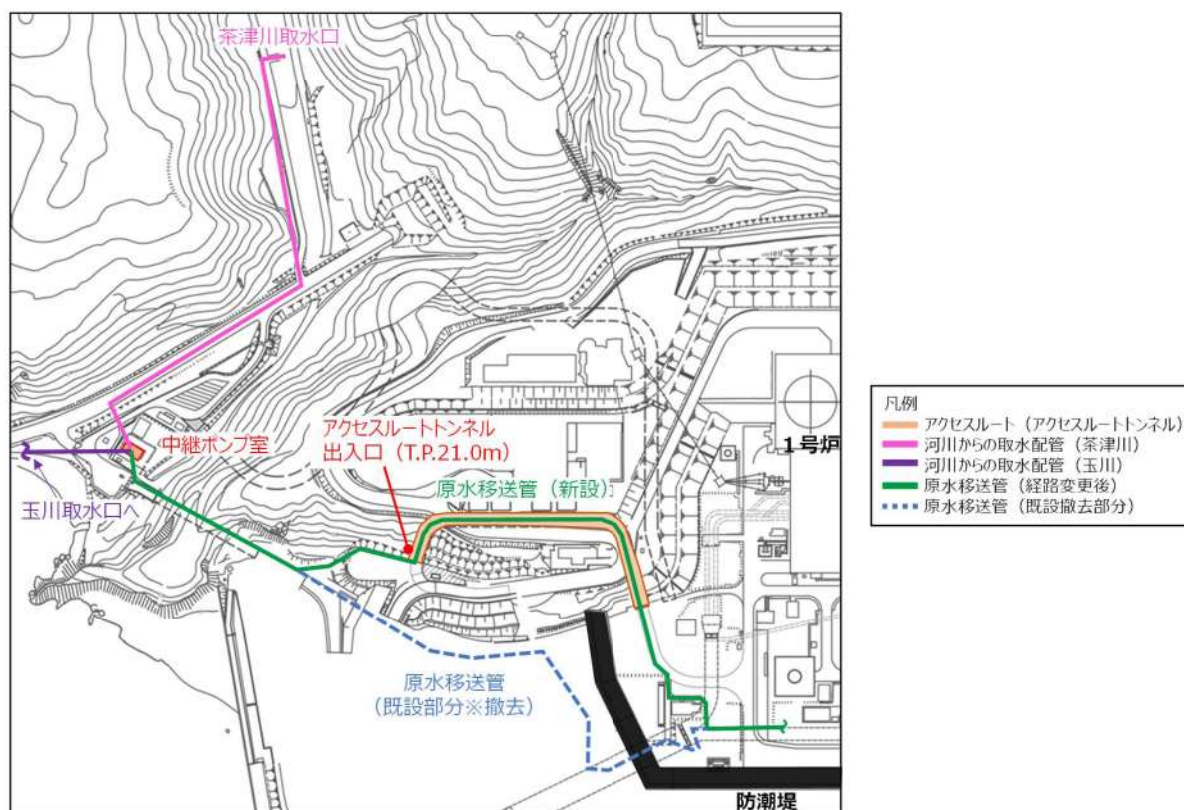 茶津川取水口
中継ポンプ室
玉川取水口へ
アクセスルートトンネル
出入口（T.P.21.0m）
原水移送管（新設）
1号炉
原水移送管
（既設部分※撤去）
防潮堤
凡例
アクセスルート（アクセスルートトンネル）
河川からの取水配管（茶津川）
河川からの取水配管（玉川）
原水移送管（経路変更後）
原水移送管（既設撤去部分）